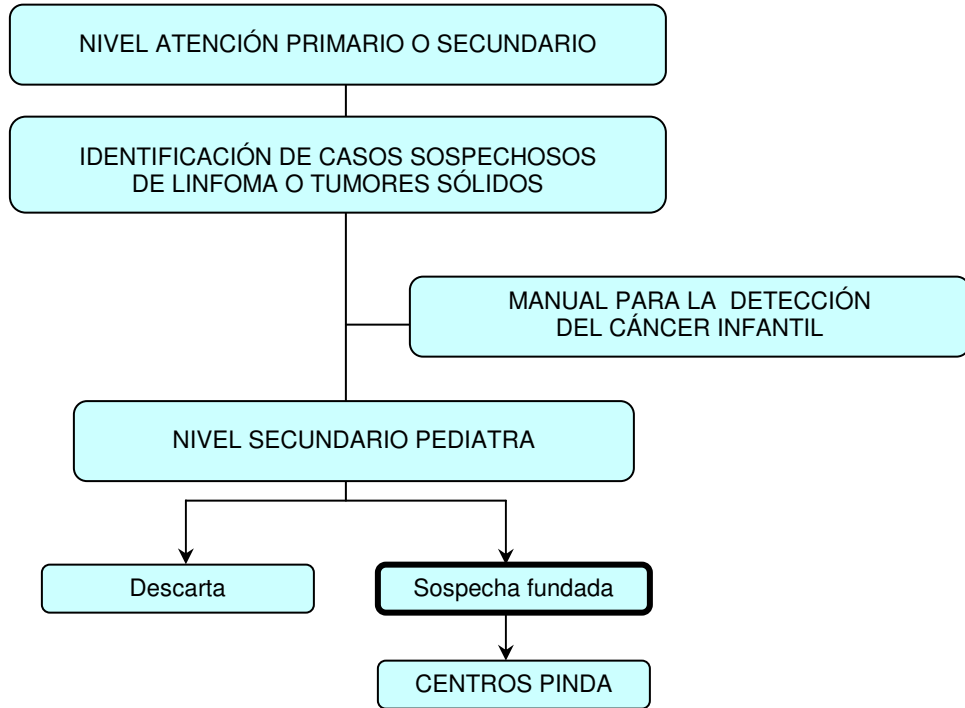 NIVEL ATENCIÓN PRIMARIO O SECUNDARIO
IDENTIFICACIÓN DE CASOS SOSPECHOSOS
DE LINFOMA O TUMORES SÓLIDOS
MANUAL PARA LA DETECCIÓN
DEL CÁNCER INFANTIL
NIVEL SECUNDARIO PEDIATRA
Descarta
Sospecha fundada
CENTROS PINDA